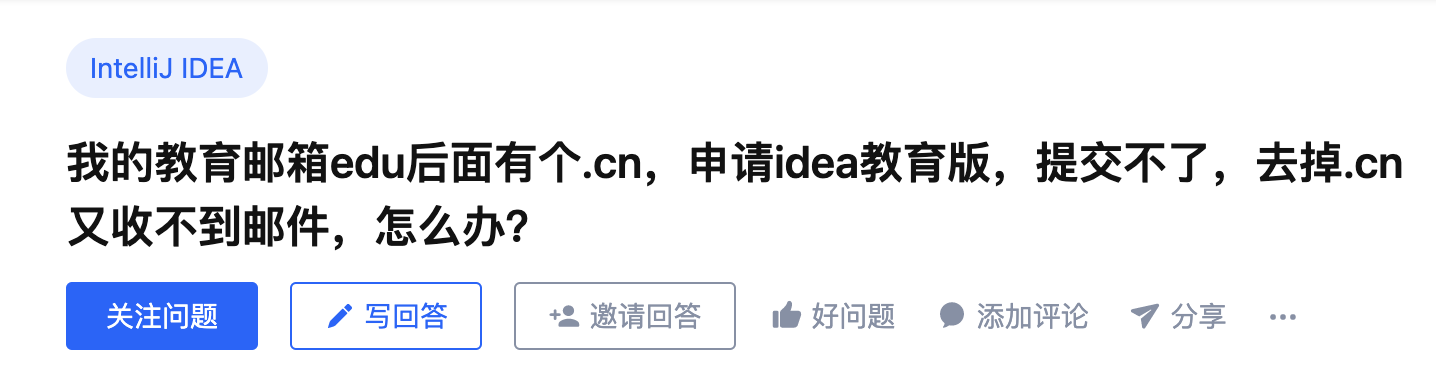 IntelliJ IDEA
我的教育邮箱edu后面有个.cn，申请idea教育版，提交不了，去掉.cn
又收不到邮件，怎么办？
关注问题 写回答 邀请回答 好问题 添加评论 分享 ...